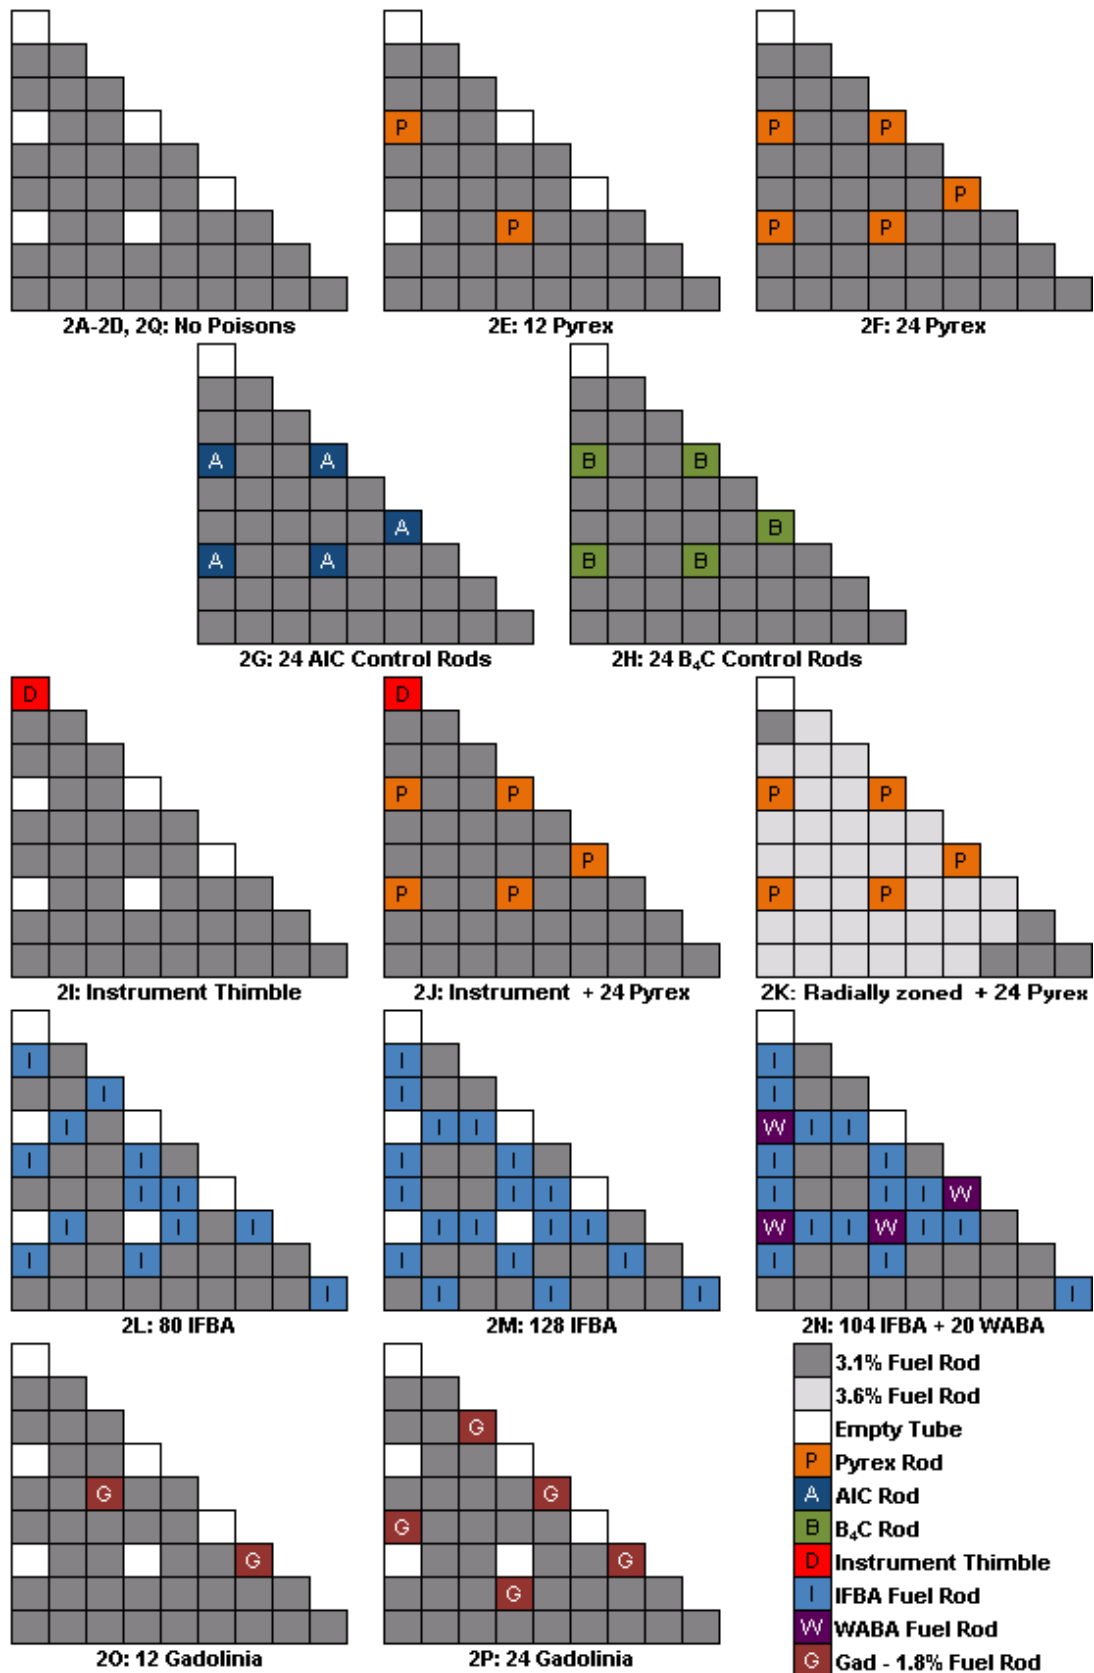 P
P
P
P
P
P
P
2A-2D, 2Q: No Poisons
2E: 12 Pyrex
2F: 24 Pyrex
A
A
A
A
A
B
B
B
B
B
2G: 24 AIC Control Rods
2H: 24 B₄C Control Rods
D
D
P
P
P
P
P
P
P
P
P
P
2I: Instrument Thimble
2J: Instrument + 24 Pyrex
2K: Radially zoned + 24 Pyrex
I
I
I
I
I
I
I
I
I
I
I
I
I
2L: 80 IFBA
I
I
I I
I I
I I I
I I I I
I I I
I I I
2M: 128 IFBA
I
I
W I I
I I
I I I W
W I I W I I
I I
I
2N: 104 IFBA + 20 WABA
G
G
2O: 12 Gadolinia
G
G
G
G
G
2P: 24 Gadolinia
3.1% Fuel Rod
3.6% Fuel Rod
Empty Tube
P Pyrex Rod
A AIC Rod
B B₄C Rod
D Instrument Thimble
I IFBA Fuel Rod
W WABA Fuel Rod
G Gad - 1.8% Fuel Rod